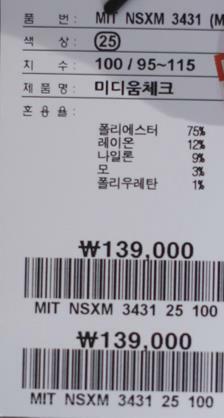 품 번: MIT NSXM 3431 (M
색 상: 25
치 수: 100 / 95~115
제 품 명: 미디움체크
혼 용 율:
폴리에스터 75%
레이온 12%
나일론 9%
모 3%
폴리우레탄 1%
₩139,000
MIT NSXM 3431 25 100
₩139,000
MIT NSXM 3431 25 100